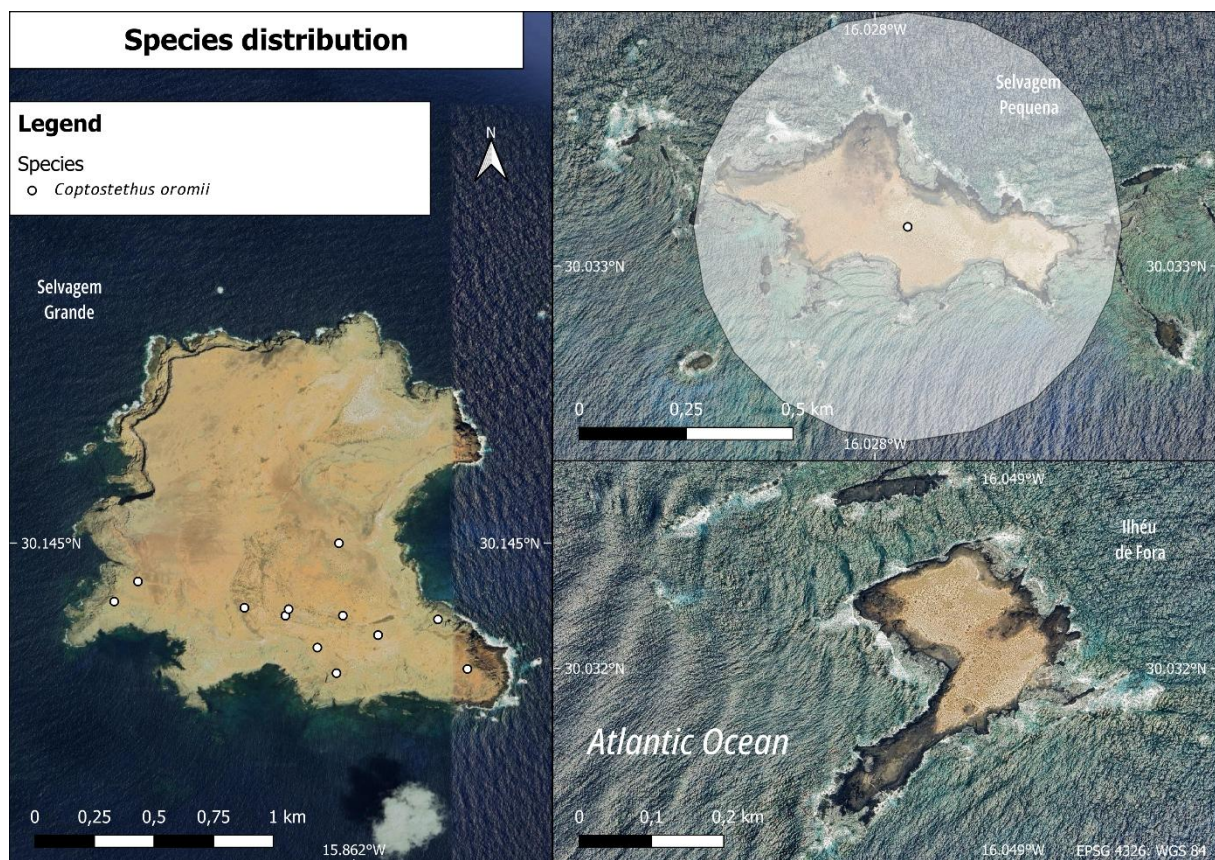 Species distribution
Legend
Species
Coptostethus oromii
N
Selvagem
Grande
30.145°N
30.145°N
0 0,25 0,5 0,75 1 km
15.862°W
16.028°W
Selvagem
Pequena
30.033°N
30.033°N
0 0,25 0,5 km
16.028°W
16.049°W
Ilhéu
de Fora
30.032°N
30.032°N
Atlantic Ocean
0 0,1 0,2 km
16.049°W
EPSG 4326: WGS 84